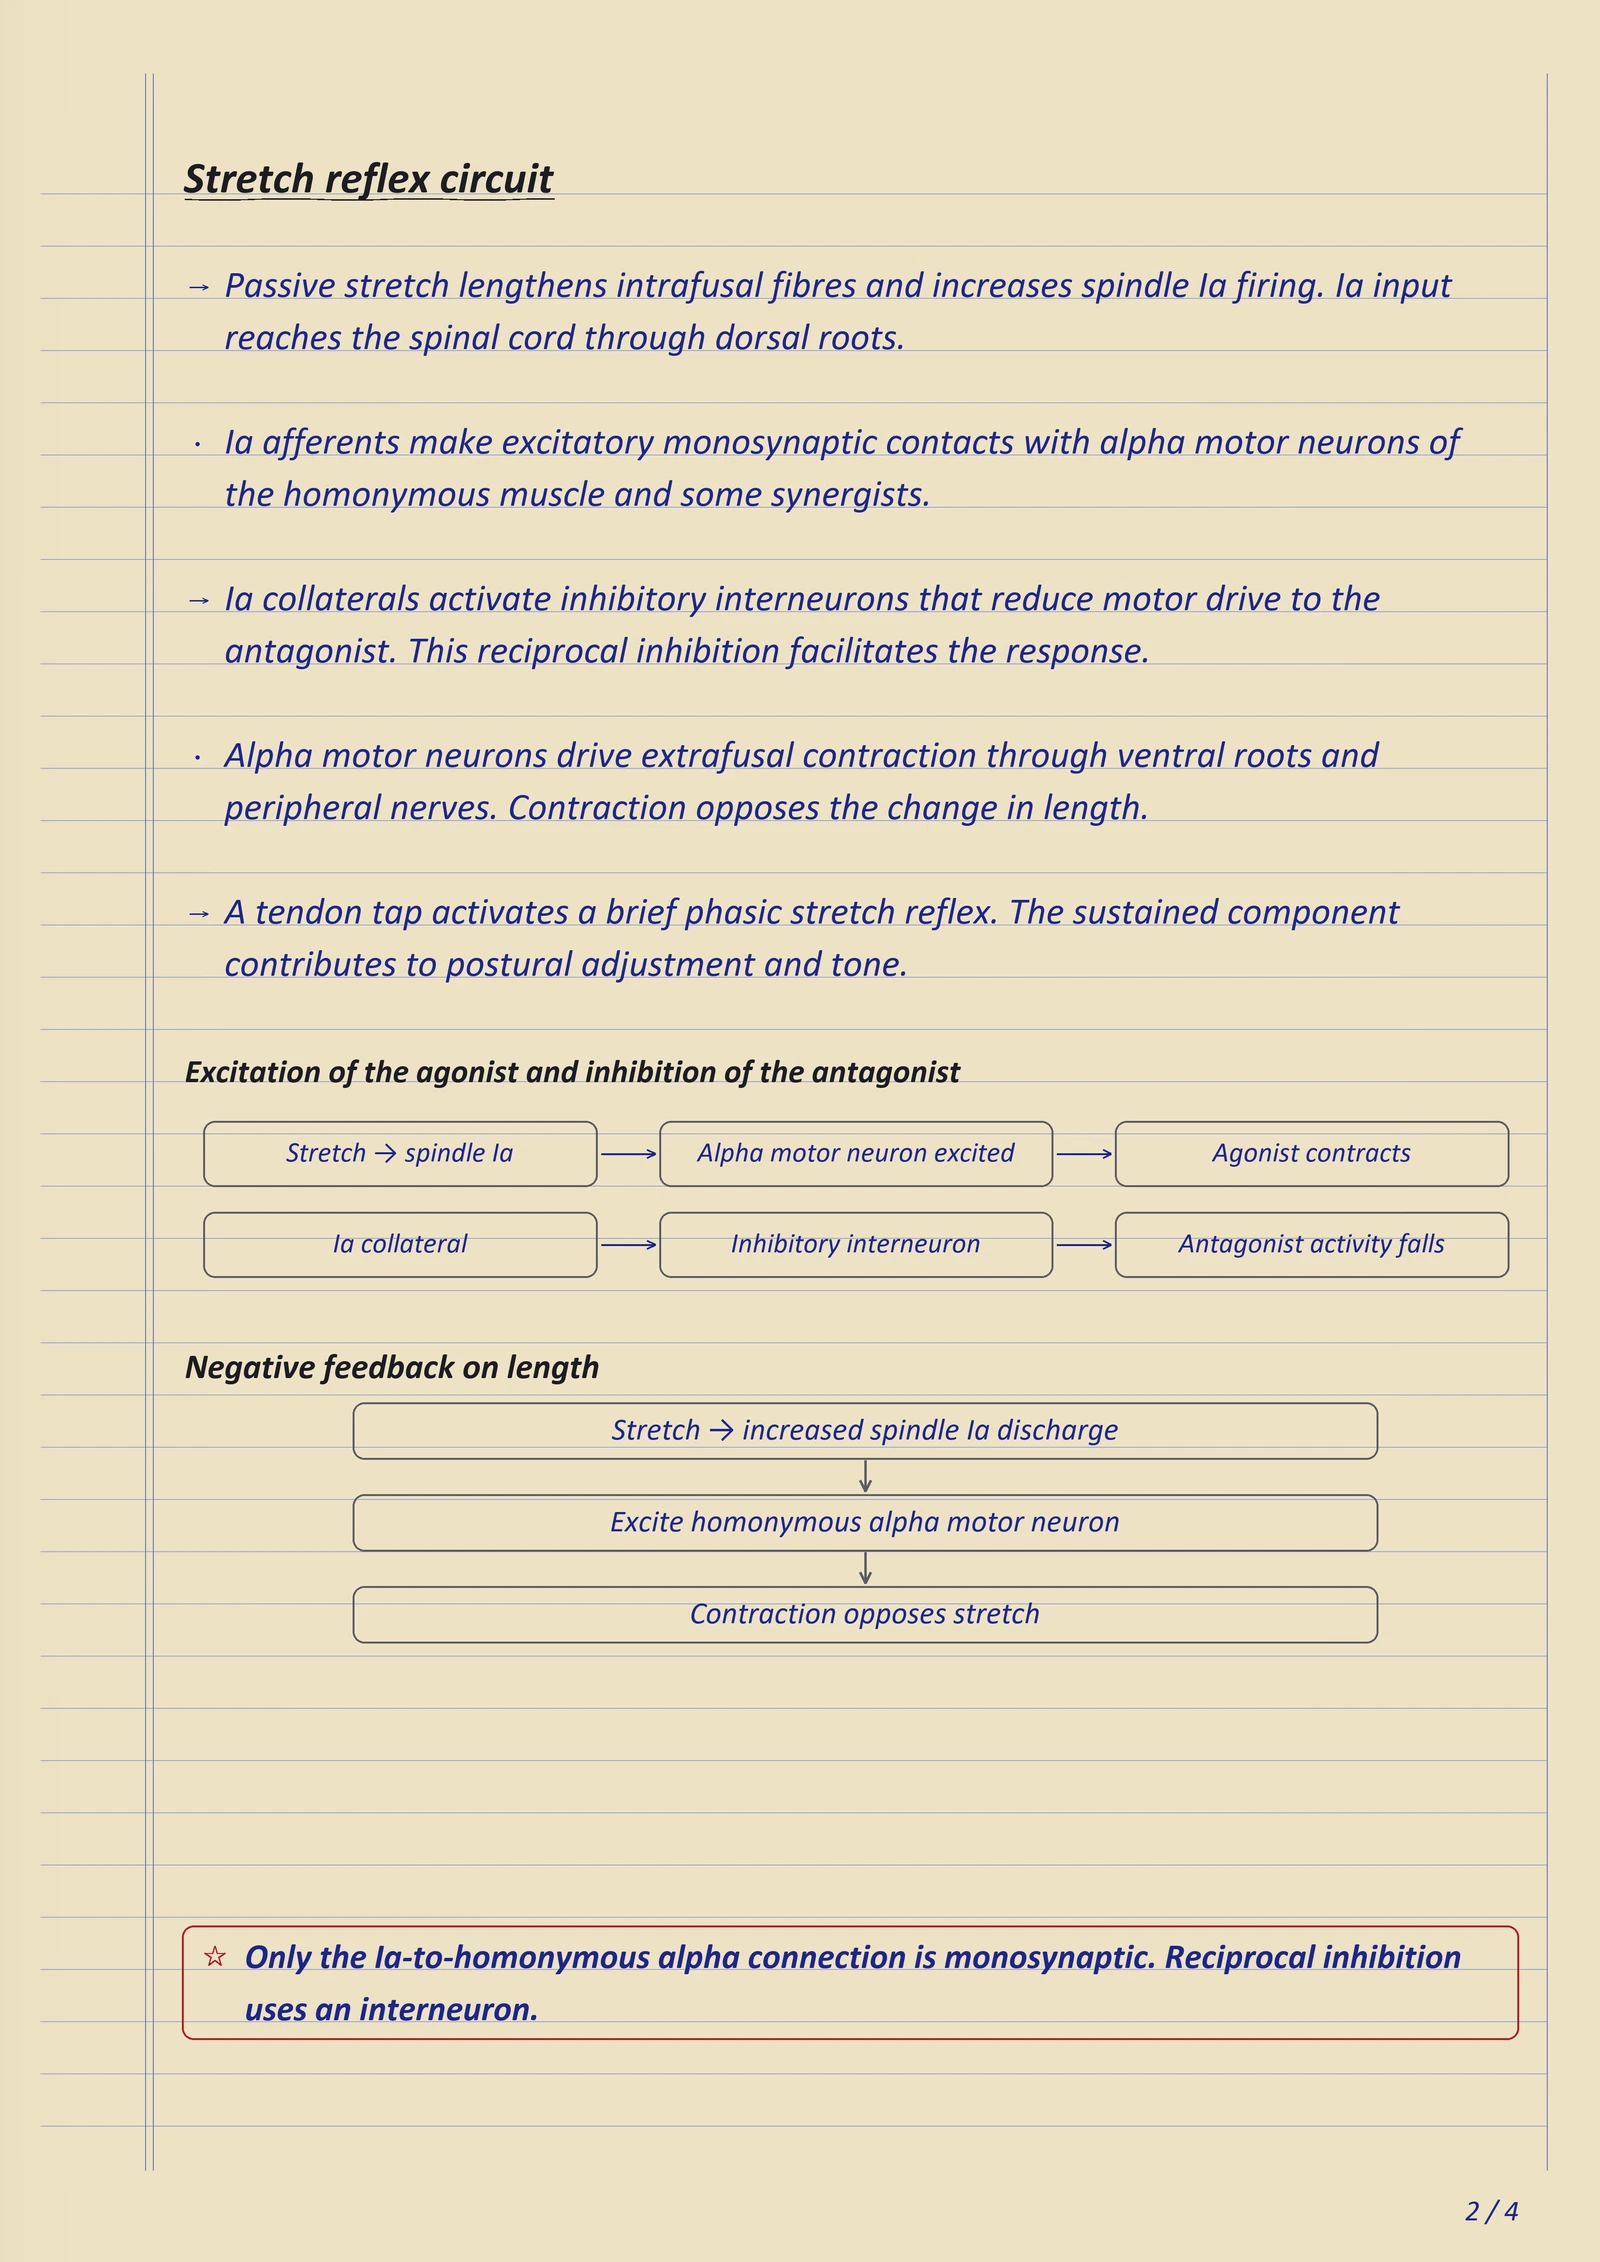 Stretch reflex circuit
→ Passive stretch lengthens intrafusal fibres and increases spindle Ia firing. Ia input
reaches the spinal cord through dorsal roots.
· Ia afferents make excitatory monosynaptic contacts with alpha motor neurons of
the homonymous muscle and some synergists.
→ Ia collaterals activate inhibitory interneurons that reduce motor drive to the
antagonist. This reciprocal inhibition facilitates the response.
· Alpha motor neurons drive extrafusal contraction through ventral roots and
peripheral nerves. Contraction opposes the change in length.
→ A tendon tap activates a brief phasic stretch reflex. The sustained component
contributes to postural adjustment and tone.
Excitation of the agonist and inhibition of the antagonist
Stretch → spindle Ia
Alpha motor neuron excited
Agonist contracts
Ia collateral
Inhibitory interneuron
Antagonist activity falls
Negative feedback on length
Stretch → increased spindle Ia discharge
Excite homonymous alpha motor neuron
Contraction opposes stretch
☆ Only the Ia-to-homonymous alpha connection is monosynaptic. Reciprocal inhibition
uses an interneuron.
2 / 4